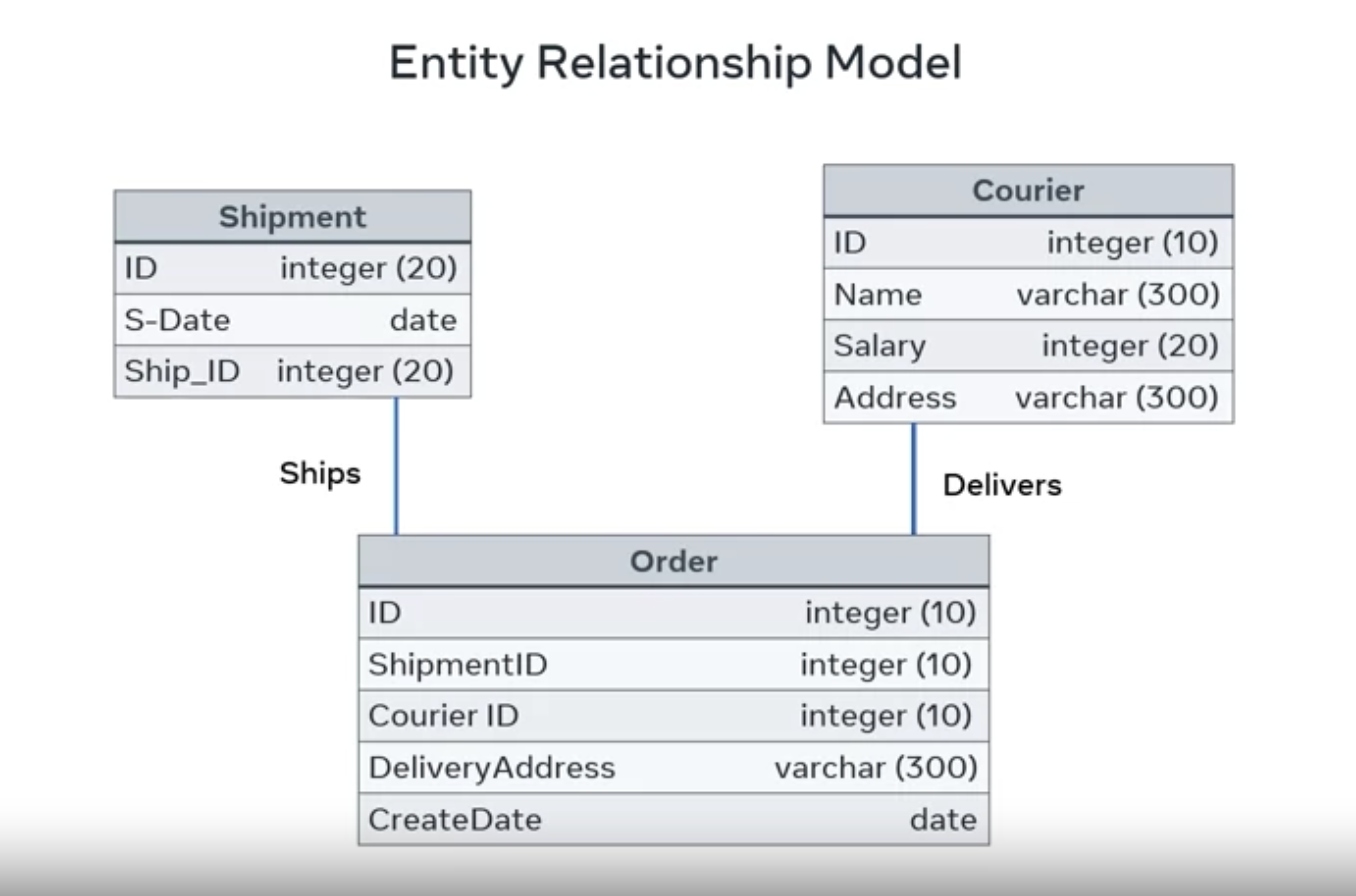 Entity Relationship Model
Shipment
ID integer (20)
S-Date date
Ship_ID integer (20)
Courier
ID integer (10)
Name varchar (300)
Salary integer (20)
Address varchar (300)
Ships
Delivers
Order
ID integer (10)
ShipmentID integer (10)
Courier ID integer (10)
DeliveryAddress varchar (300)
CreateDate date